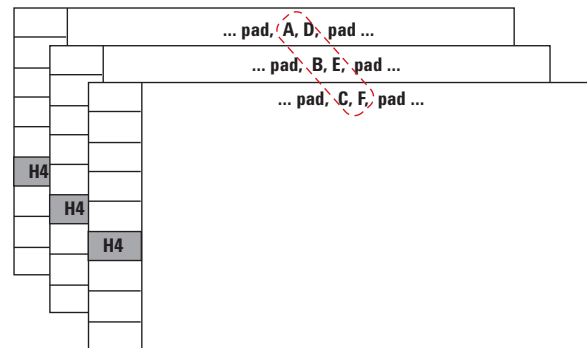 ... pad, A, D, pad ...
... pad, B, E, pad ...
... pad, C, F, pad ...
H4
H4
H4